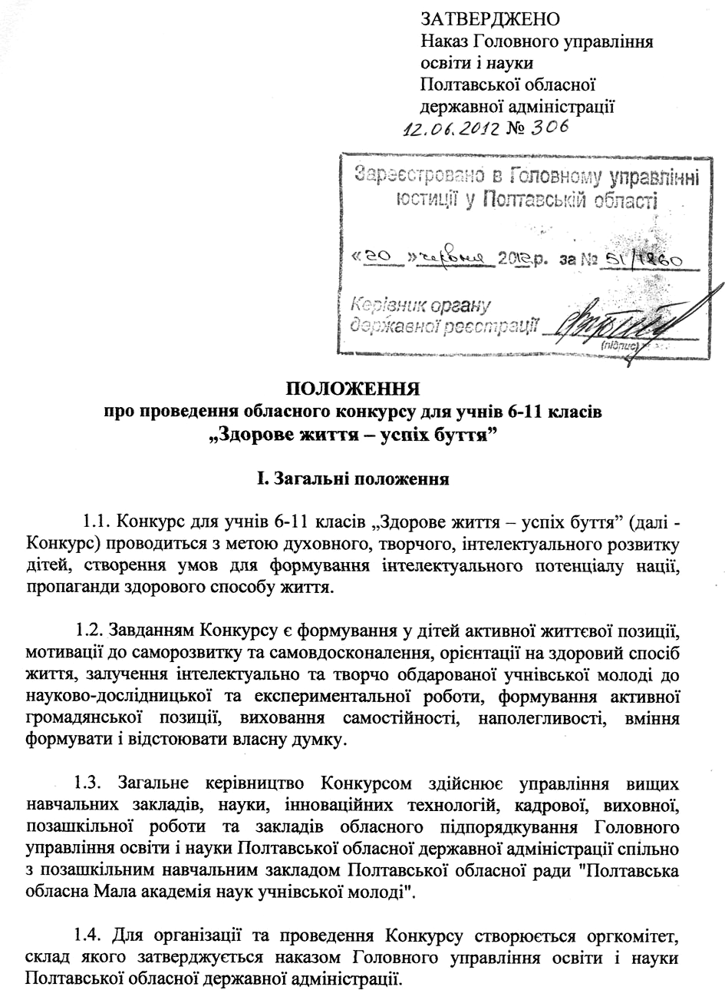 ЗАТВЕРДЖЕНО
Наказ Головного управління
освіти і науки
Полтавської обласної
державної адміністрації
12.06.2012 № 306
Зареєстровано в Головному управлінні
юстиції у Полтавській області
«20» червня 2012р. за № 51/1260
Керівник органу
державної реєстрації
(підпис)
ПОЛОЖЕННЯ
про проведення обласного конкурсу для учнів 6-11 класів
„Здорове життя – успіх буття”
І. Загальні положення
1.1. Конкурс для учнів 6-11 класів „Здорове життя – успіх буття” (далі -
Конкурс) проводиться з метою духовного, творчого, інтелектуального розвитку
дітей, створення умов для формування інтелектуального потенціалу нації,
пропаганди здорового способу життя.
1.2. Завданням Конкурсу є формування у дітей активної життєвої позиції,
мотивації до саморозвитку та самовдосконалення, орієнтації на здоровий спосіб
життя, залучення інтелектуально та творчо обдарованої учнівської молоді до
науково-дослідницької та експериментальної роботи, формування активної
громадянської позиції, виховання самостійності, наполегливості, вміння
формувати і відстоювати власну думку.
1.3. Загальне керівництво Конкурсом здійснює управління вищих
навчальних закладів, науки, інноваційних технологій, кадрової, виховної,
позашкільної роботи та закладів обласного підпорядкування Головного
управління освіти і науки Полтавської обласної державної адміністрації спільно
з позашкільним навчальним закладом Полтавської обласної ради "Полтавська
обласна Мала академія наук учнівської молоді".
1.4. Для організації та проведення Конкурсу створюється оргкомітет,
склад якого затверджується наказом Головного управління освіти і науки
Полтавської обласної державної адміністрації.